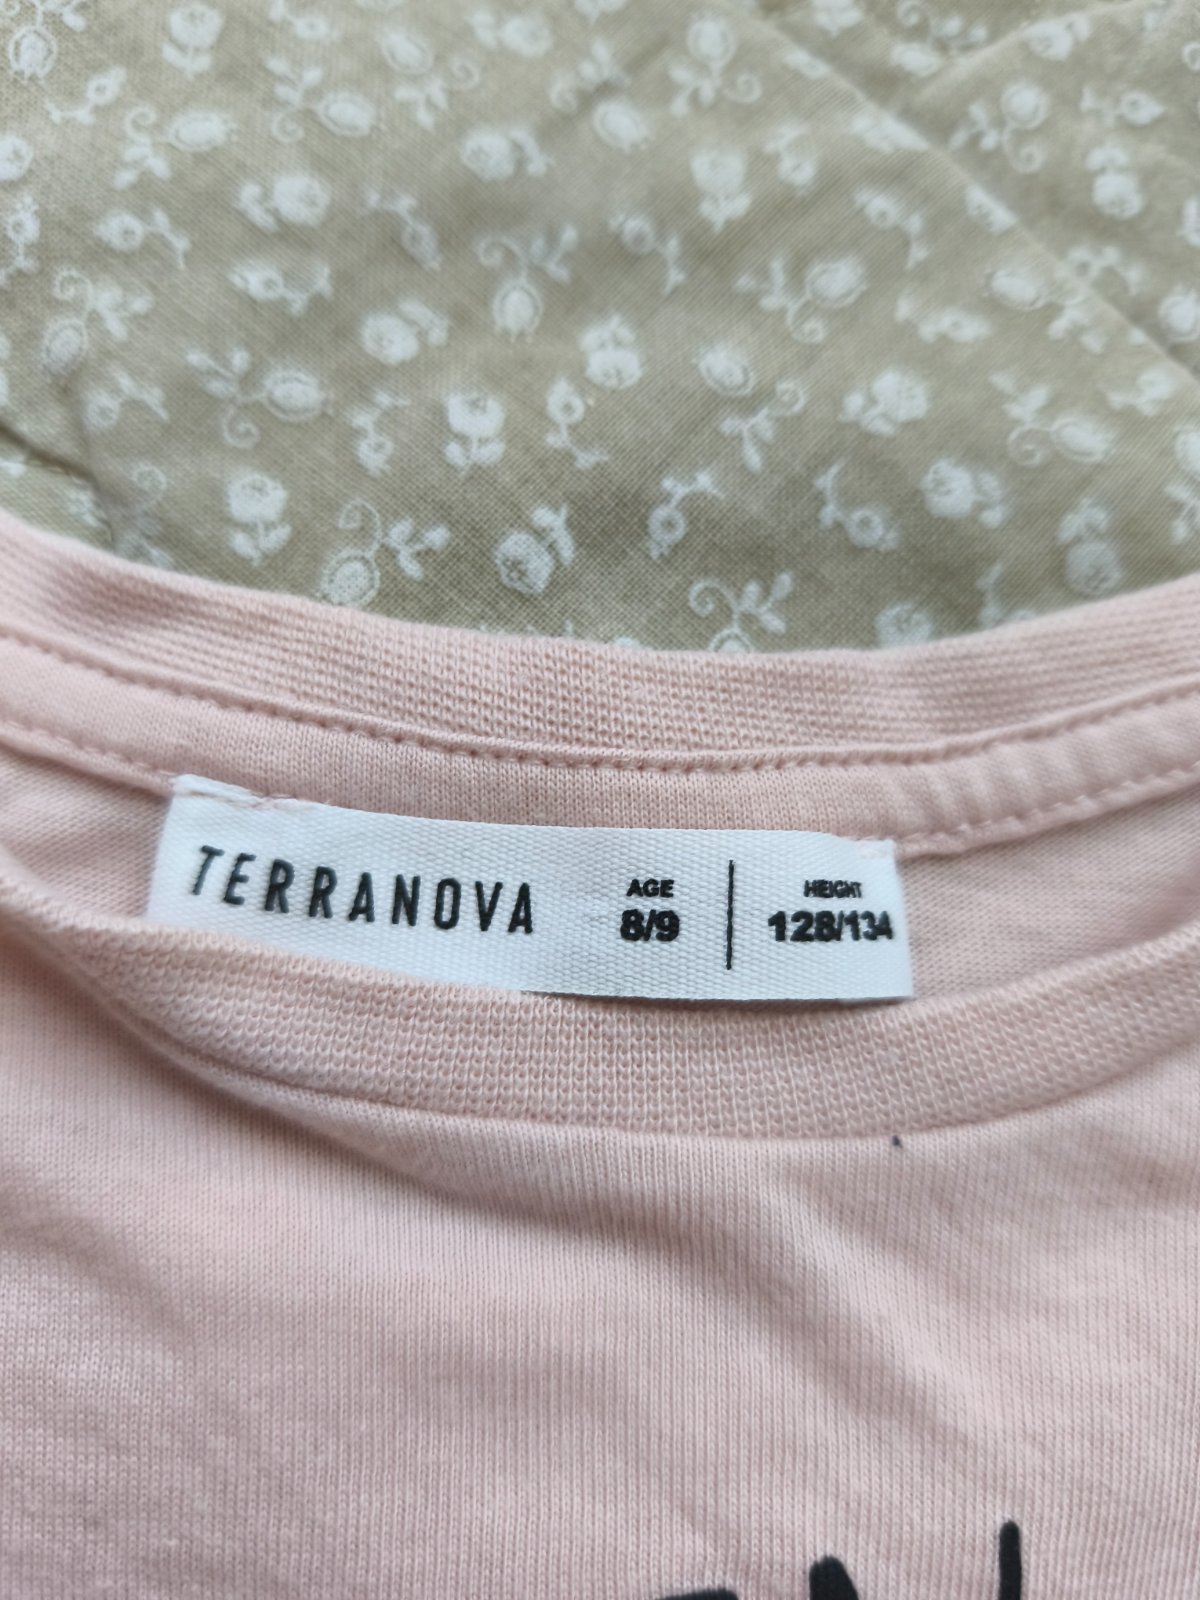 TERRANOVA
AGE
8/9
HEIGHT
128/134